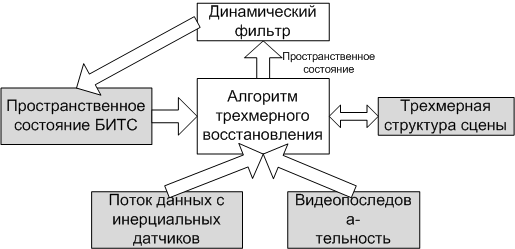 Динамический
фильтр
Пространственное
состояние
Пространственное
состояние БИТС
Алгоритм
трехмерного
восстановления
Трехмерная
структура сцены
Поток данных с
инерциальных
датчиков
Видеопоследов
а-
тельность